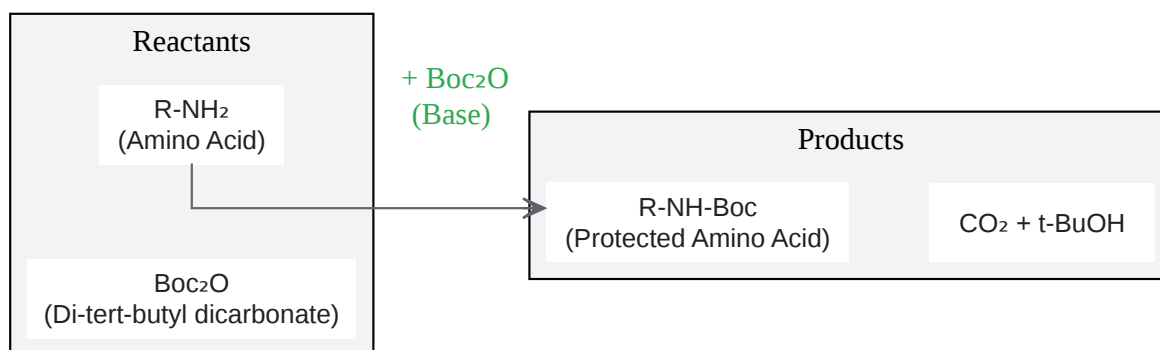 Reactants
R-NH₂
(Amino Acid)
Boc₂O
(Di-tert-butyl dicarbonate)
+ Boc₂O
(Base)
Products
R-NH-Boc
(Protected Amino Acid)
CO₂ + t-BuOH